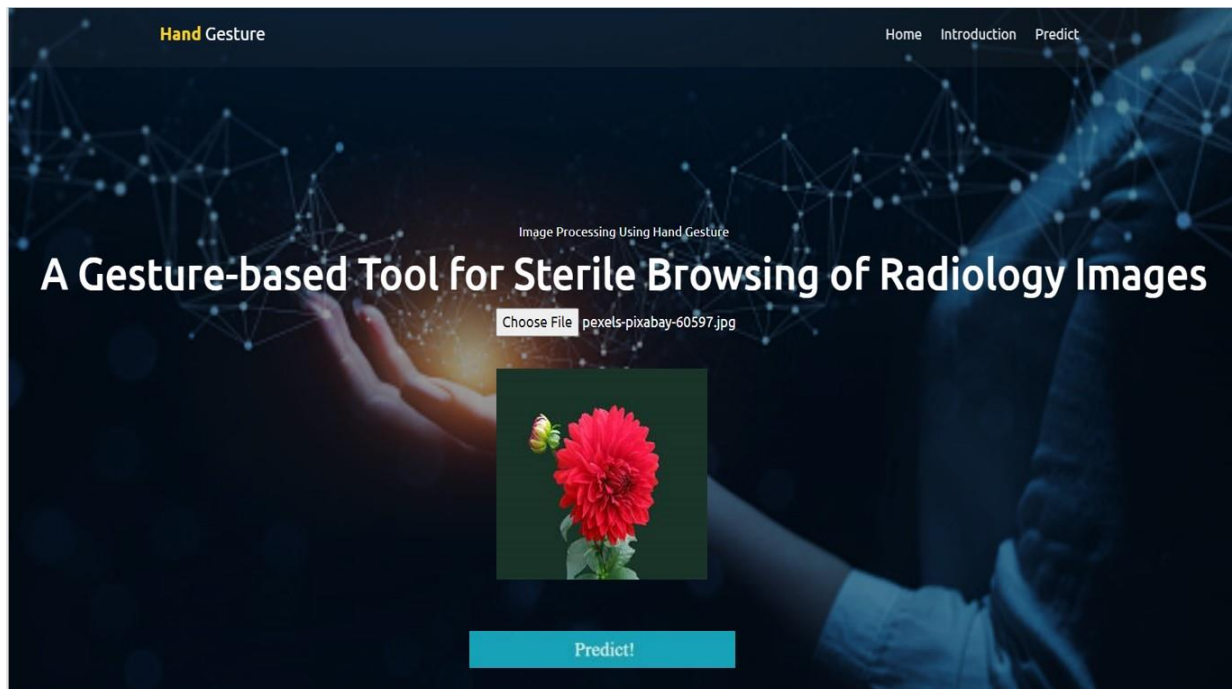 Hand Gesture
Home Introduction Predict
Image Processing Using Hand Gesture
A Gesture-based Tool for Sterile Browsing of Radiology Images
Choose File pexels-pixabay-60597.jpg
Predict!